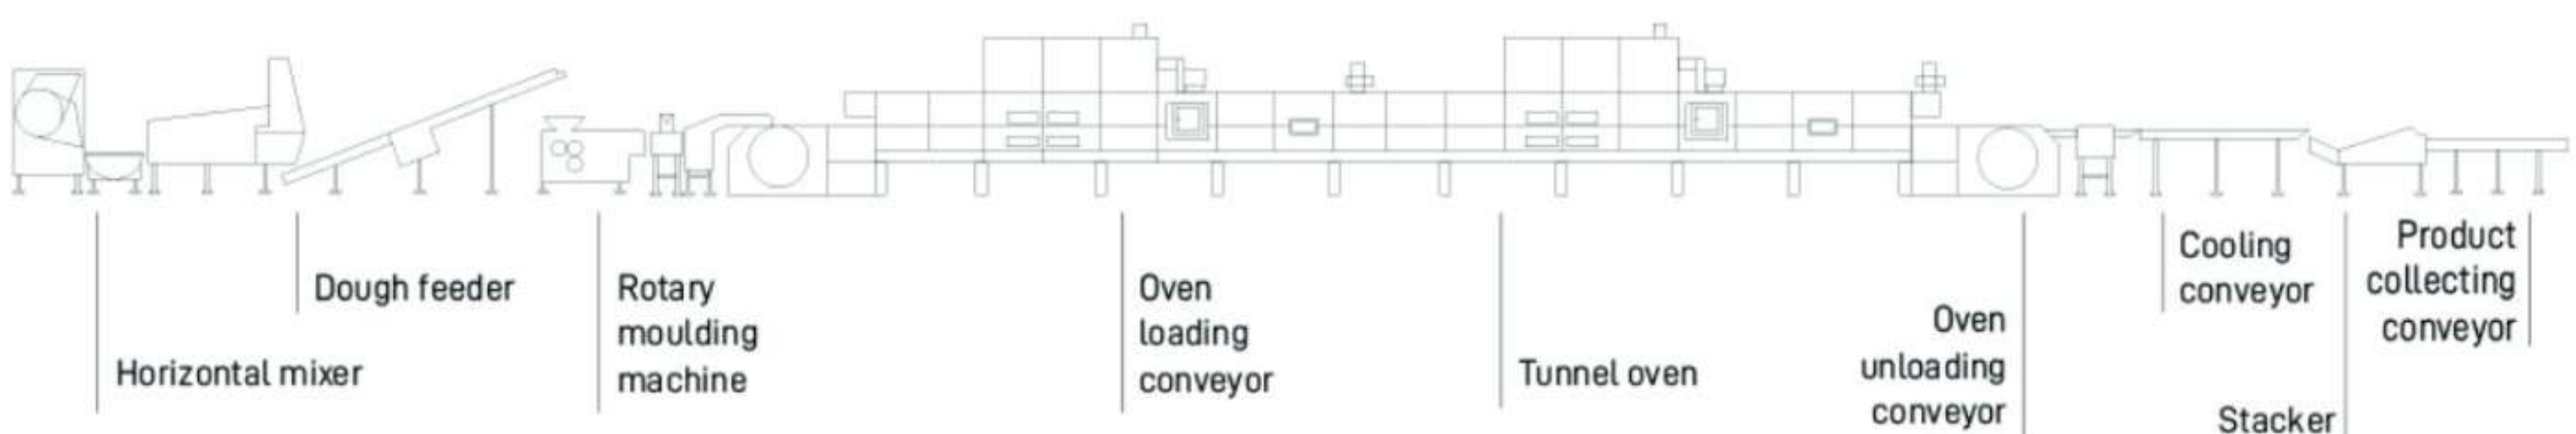 Horizontal mixer
Dough feeder
Rotary
moulding
machine
Oven
loading
conveyor
Tunnel oven
Oven
unloading
conveyor
Cooling
conveyor
Stacker
Product
collecting
conveyor